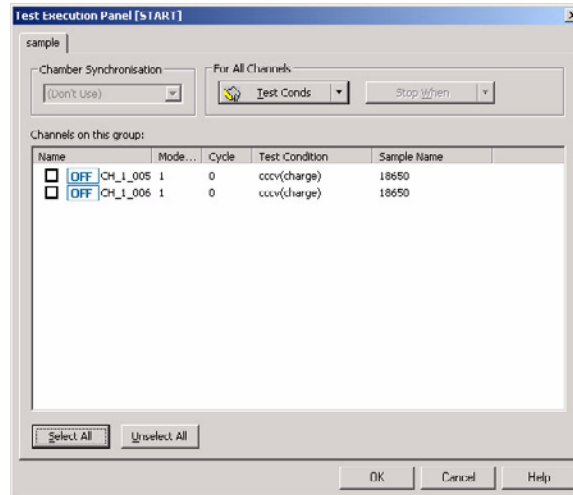 Test Execution Panel [START]
sample
Chamber Synchronisation
(Don't Use)
For All Channels
Test Conds
Stop When
Channels on this group:
Name Mode... Cycle Test Condition Sample Name
OFF CH_1_005 1 0 cccv(charge) 18650
OFF CH_1_006 1 0 cccv(charge) 18650
Select All Unselect All
OK Cancel Help